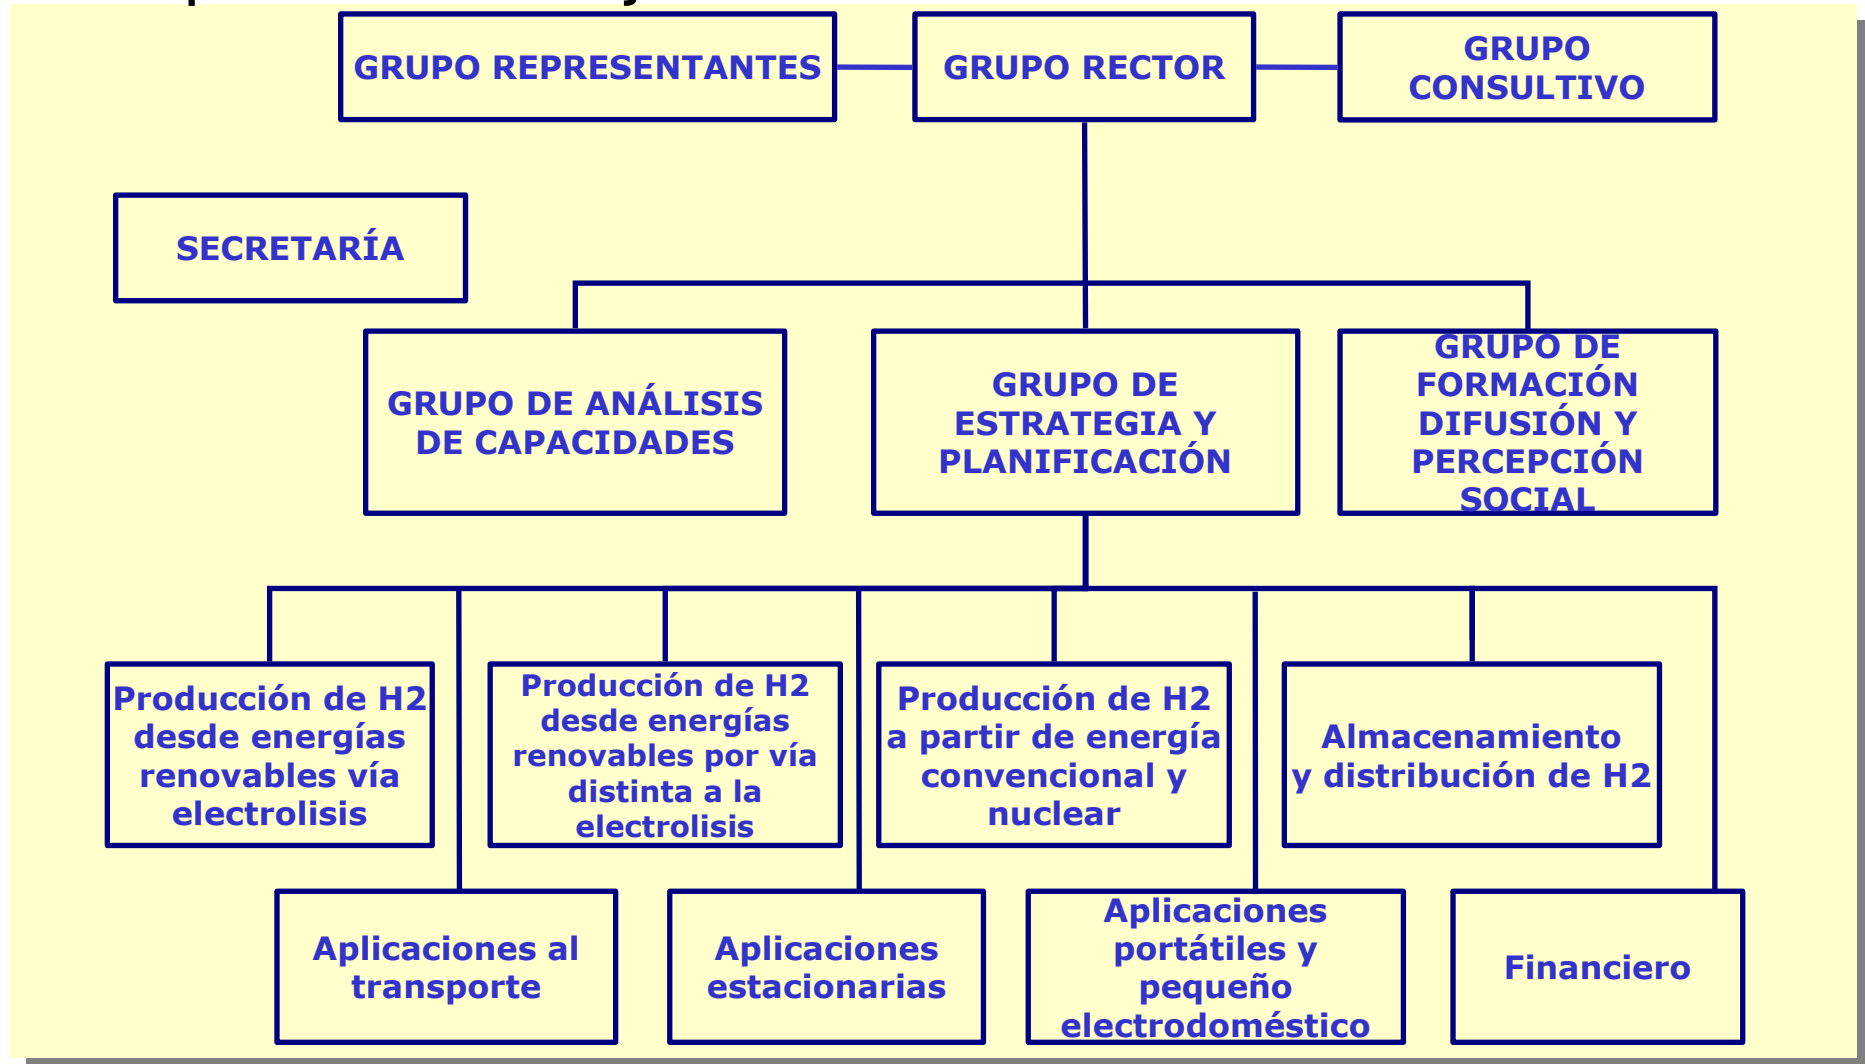 GRUPO REPRESENTANTES
GRUPO RECTOR
GRUPO
CONSULTIVO
SECRETARÍA
GRUPO DE ANÁLISIS
DE CAPACIDADES
GRUPO DE
ESTRATEGIA Y
PLANIFICACIÓN
GRUPO DE
FORMACIÓN
DIFUSIÓN Y
PERCEPCIÓN
SOCIAL
Producción de H2
desde energías
renovables vía
electrolisis
Producción de H2
desde energías
renovables por vía
distinta a la
electrolisis
Producción de H2
a partir de energía
convencional y
nuclear
Almacenamiento
y distribución de H2
Aplicaciones al
transporte
Aplicaciones
estacionarias
Aplicaciones
portátiles y
pequeño
electrodoméstico
Financiero